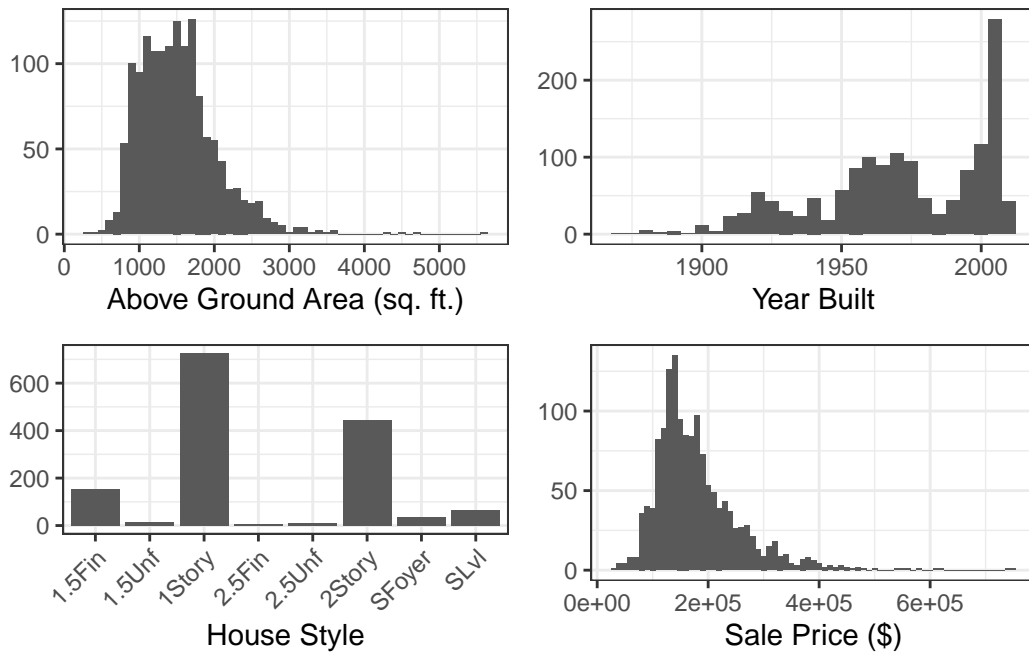 100
50
0
0 1000 2000 3000 4000 5000
Above Ground Area (sq. ft.)
200
100
0
1900 1950 2000
Year Built
600
400
200
0
1.5Fin 1.5Unf 1Story 2.5Fin 2.5Unf 2Story SFoyer SLvl
House Style
100
50
0
0e+00 2e+05 4e+05 6e+05
Sale Price ($)